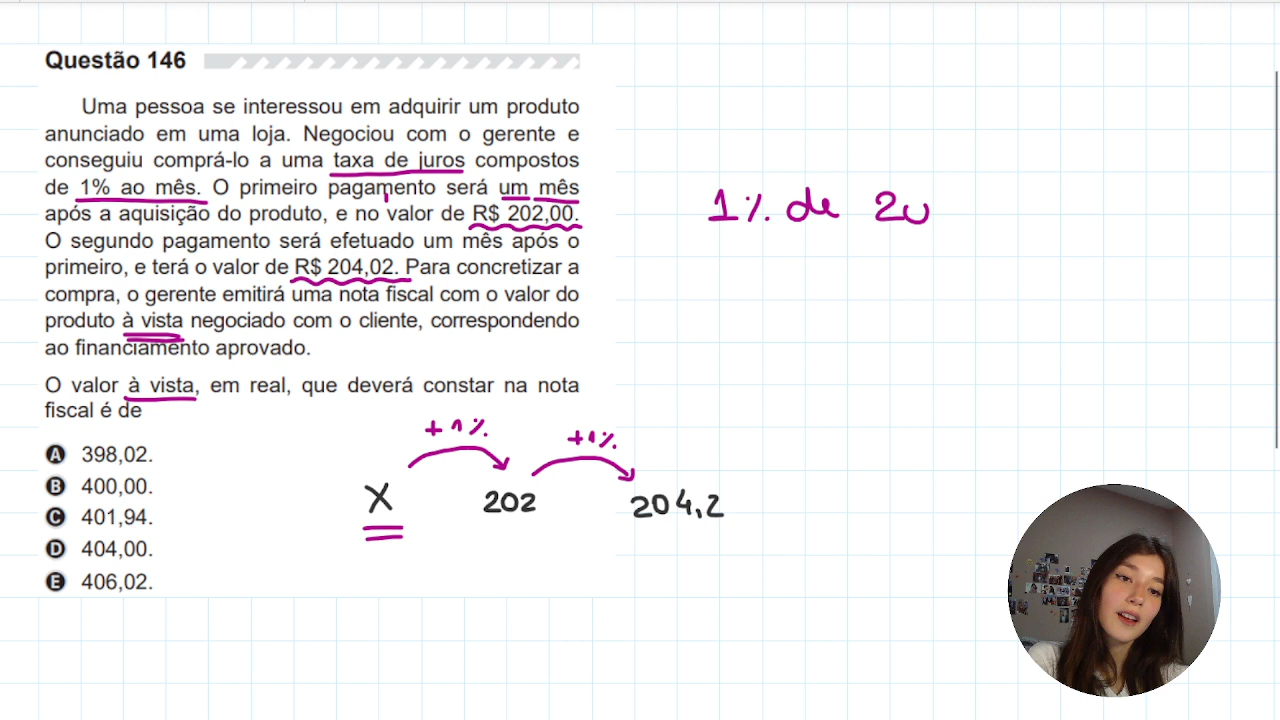 Questão 146
Uma pessoa se interessou em adquirir um produto
anunciado em uma loja. Negociou com o gerente e
conseguiu comprá-lo a uma taxa de juros compostos
de 1% ao mês. O primeiro pagamento será um mês
após a aquisição do produto, e no valor de R$ 202,00.
O segundo pagamento será efetuado um mês após o
primeiro, e terá o valor de R$ 204,02. Para concretizar a
compra, o gerente emitirá uma nota fiscal com o valor do
produto à vista negociado com o cliente, correspondendo
ao financiamento aprovado.
O valor à vista, em real, que deverá constar na nota
fiscal é de
A 398,02.
B 400,00.
C 401,94.
D 404,00.
E 406,02.
+1% +1%
X 202 204,2
1% de 20